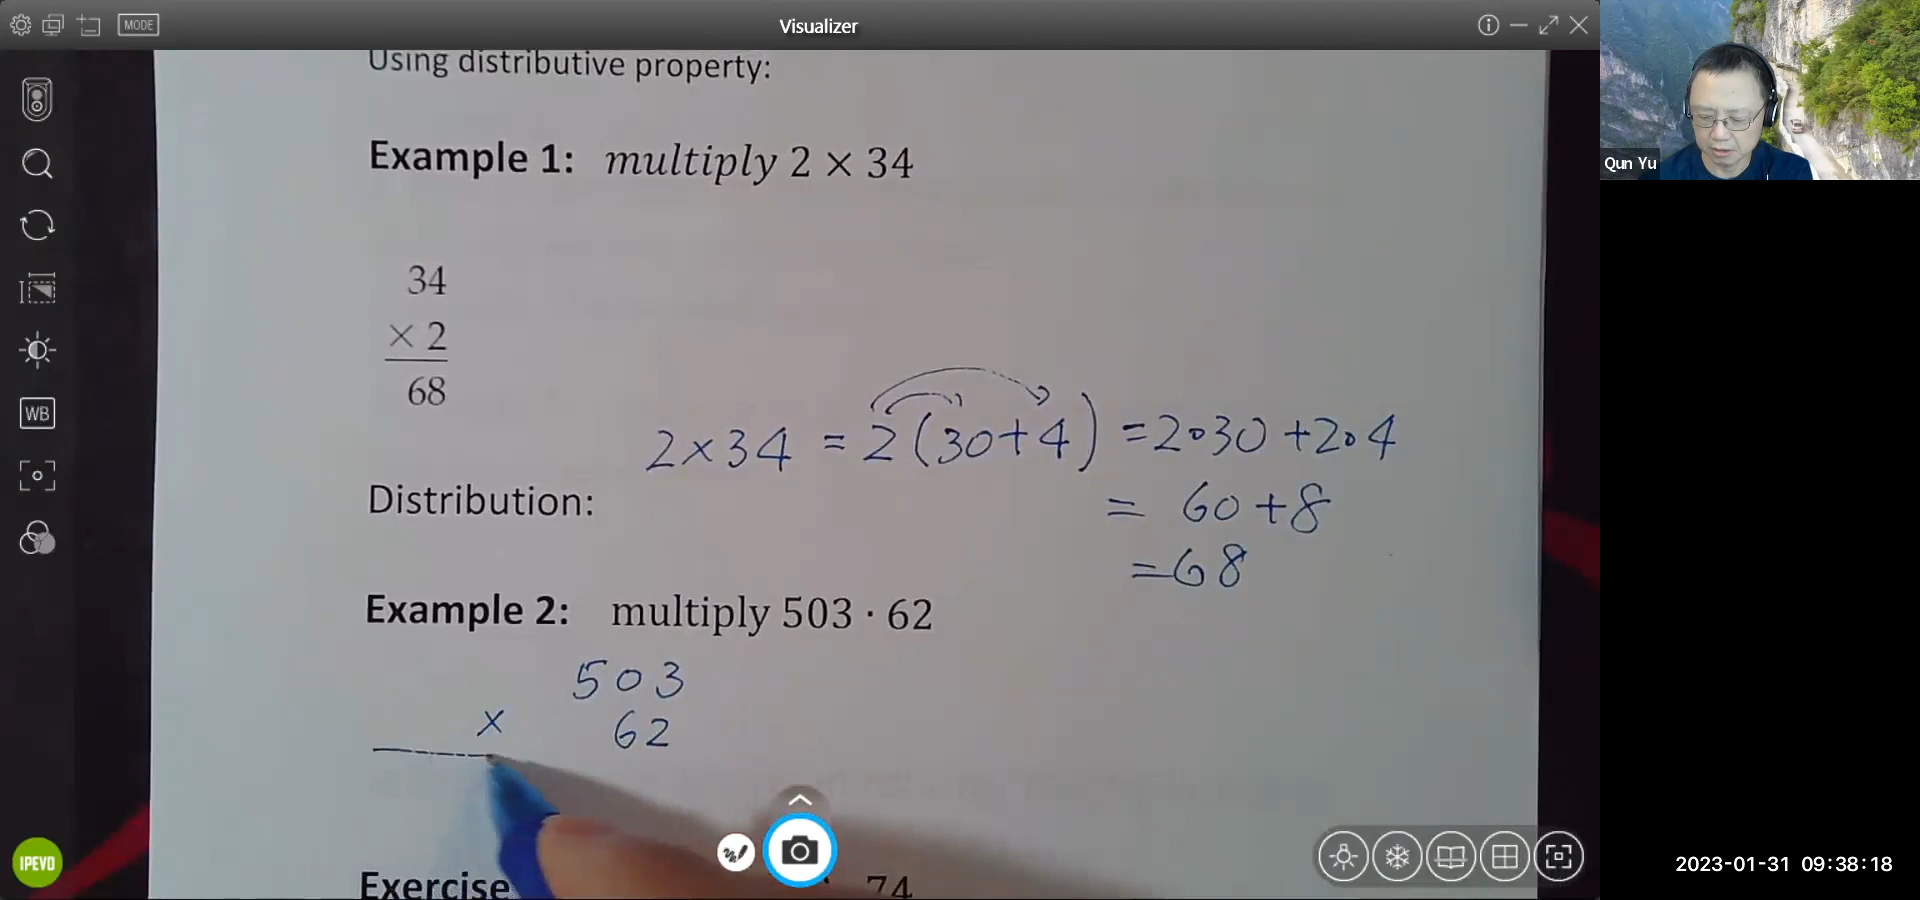 MODE
Visualizer
Qun Yu
Using distributive property:
Example 1: multiply 2 × 34
34
× 2
68
2 × 34 = 2(30+4) = 2·30 + 2·4
Distribution:
= 60 + 8
= 68
Example 2: multiply 503 · 62
503
× 62
WB
IPEVO
Exercise
74
2023-01-31 09:38:18